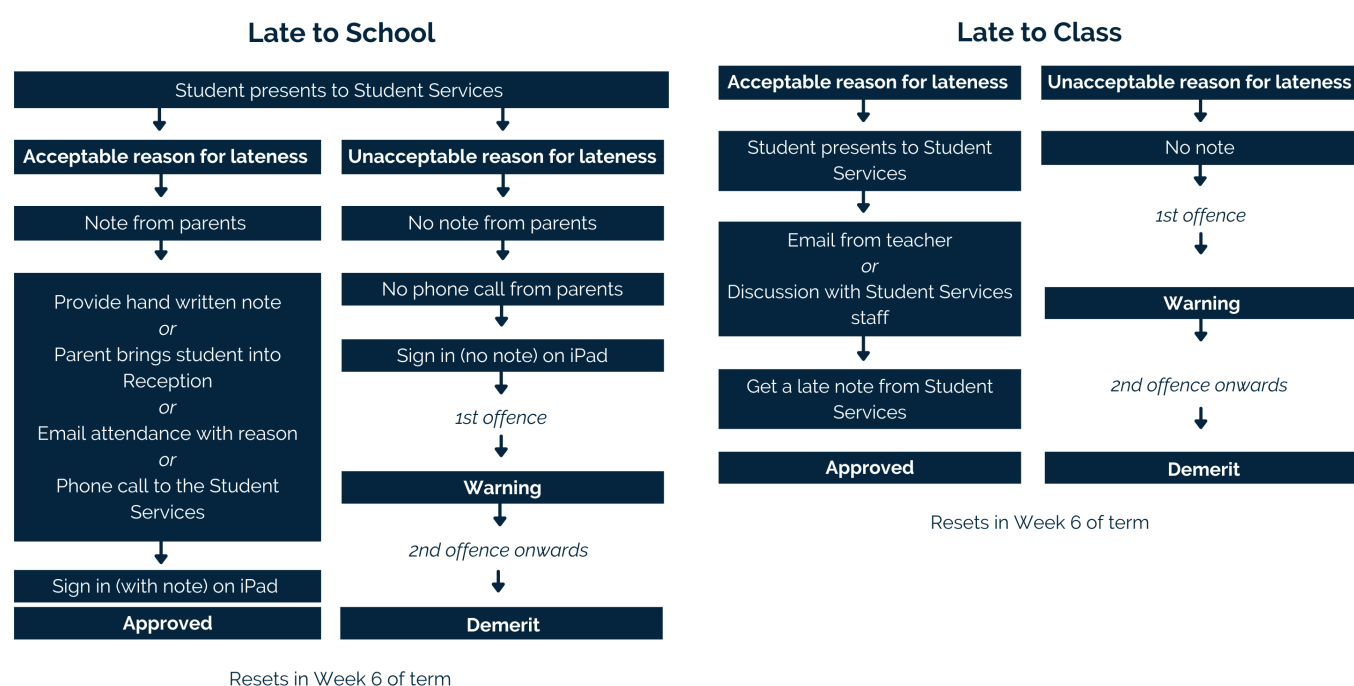 Late to School
Student presents to Student Services
Acceptable reason for lateness
Note from parents
Provide hand written note
or
Parent brings student into
Reception
or
Email attendance with reason
or
Phone call to the Student
Services
Sign in (with note) on iPad
Approved
Unacceptable reason for lateness
No note from parents
No phone call from parents
Sign in (no note) on iPad
1st offence
Warning
2nd offence onwards
Demerit
Resets in Week 6 of term
Late to Class
Acceptable reason for lateness
Student presents to Student
Services
Email from teacher
or
Discussion with Student Services
staff
Get a late note from Student
Services
Approved
Unacceptable reason for lateness
No note
1st offence
Warning
2nd offence onwards
Demerit
Resets in Week 6 of term